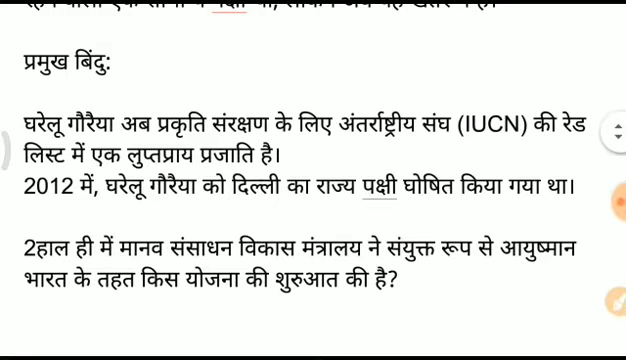 प्रमुख बिंदु:
घरेलू गौरैया अब प्रकृति संरक्षण के लिए अंतर्राष्ट्रीय संघ (IUCN) की रेड
लिस्ट में एक लुप्तप्राय प्रजाति है।
2012 में, घरेलू गौरैया को दिल्ली का राज्य पक्षी घोषित किया गया था।
2हाल ही में मानव संसाधन विकास मंत्रालय ने संयुक्त रूप से आयुष्मान
भारत के तहत किस योजना की शुरुआत की है?